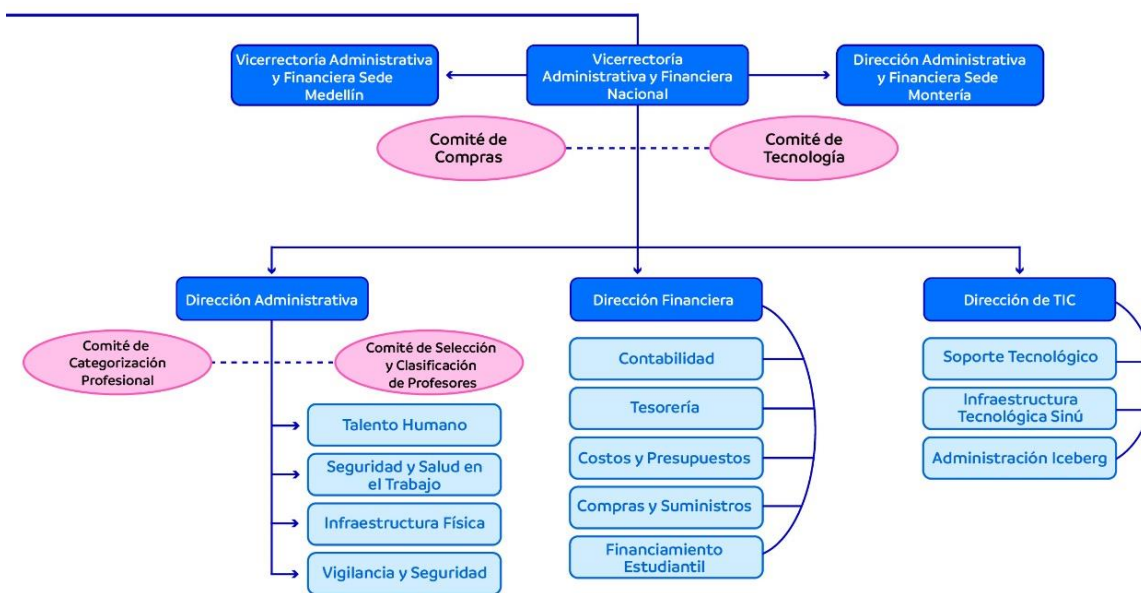 Vicerrectoría Administrativa
y Financiera Sede
Medellín
Vicerrectoría
Administrativa y Financiera
Nacional
Dirección Administrativa
y Financiera Sede
Montería
Comité de
Compras
Comité de
Tecnología
Dirección Administrativa
Dirección Financiera
Dirección de TIC
Comité de
Categorización
Profesional
Comité de Selección
y Clasificación
de Profesores
Talento Humano
Seguridad y Salud en
el Trabajo
Infraestructura Física
Vigilancia y Seguridad
Contabilidad
Tesorería
Costos y Presupuestos
Compras y Suministros
Financiamiento
Estudiantil
Soporte Tecnológico
Infraestructura
Tecnológica Sinú
Administración Iceberg